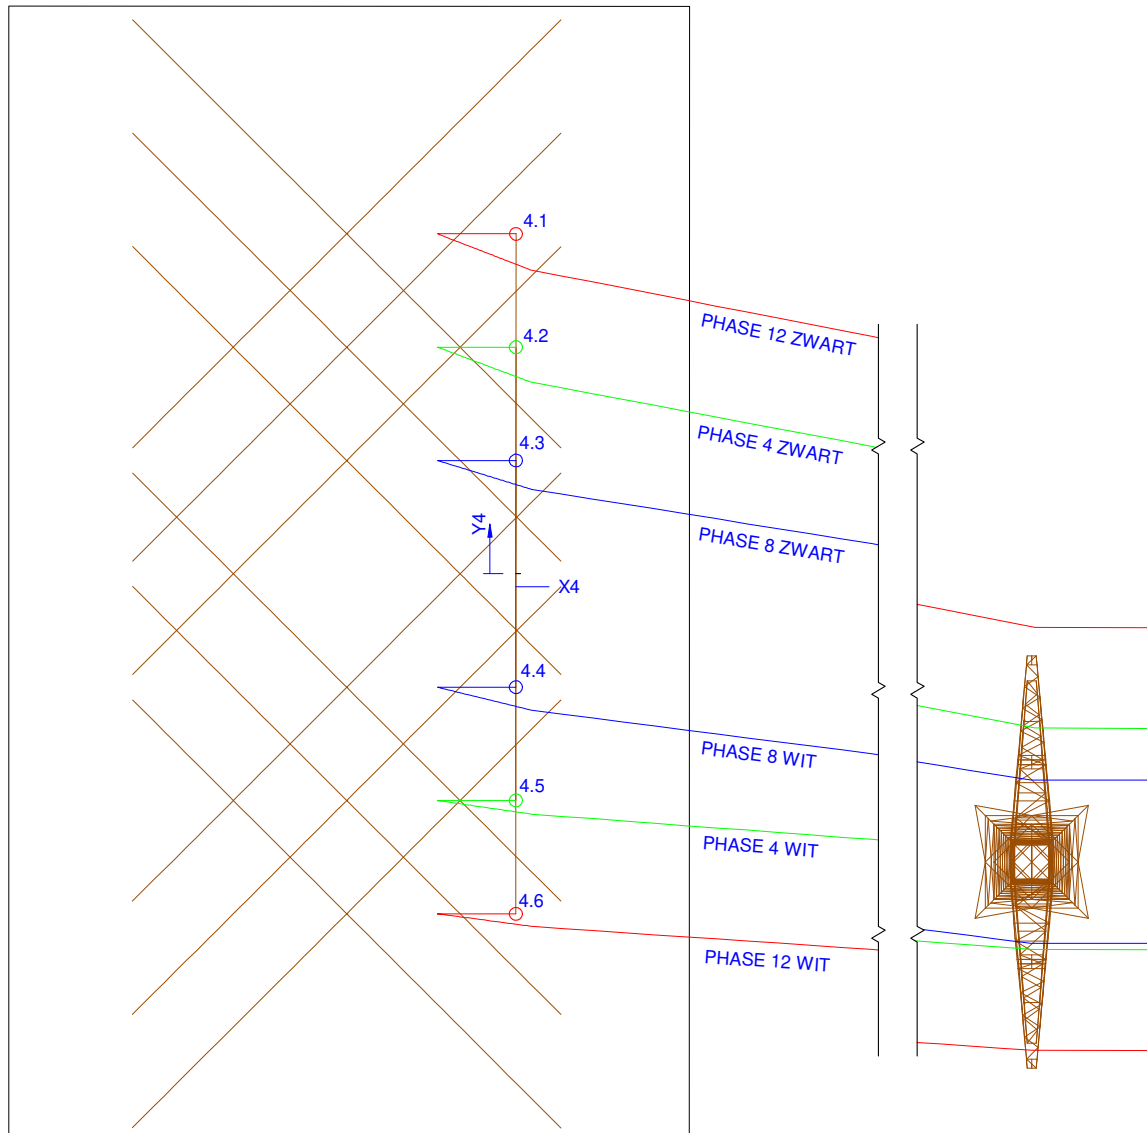 4.1
PHASE 12 ZWART
4.2
PHASE 4 ZWART
4.3
Y4
PHASE 8 ZWART
X4
4.4
PHASE 8 WIT
4.5
PHASE 4 WIT
4.6
PHASE 12 WIT